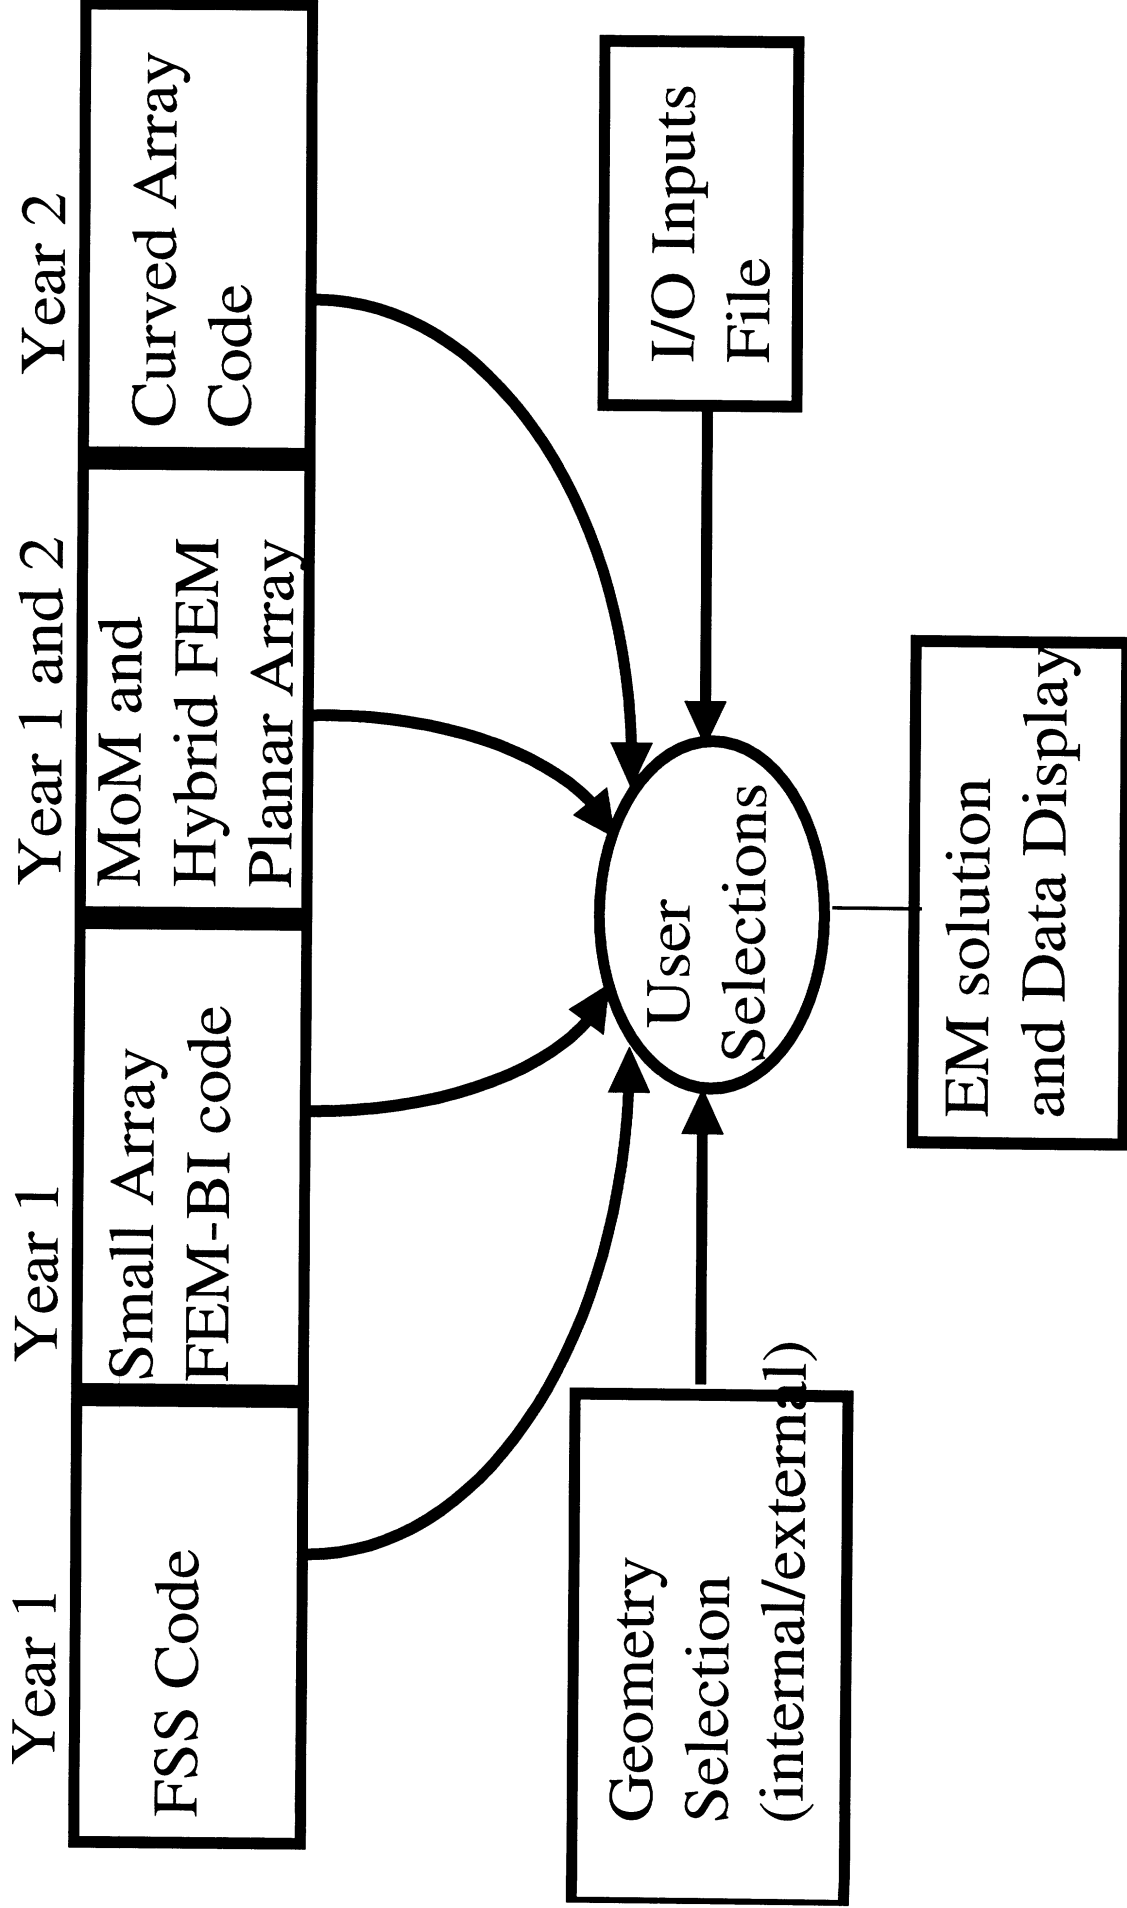 Year 1
Year 1
Year 1 and 2
Year 2
FSS Code
Small Array
FEM-BI code
MoM and
Hybrid FEM
Planar Array
Curved Array
Code
Geometry
Selection
(internal/external)
User
Selections
I/O Inputs
File
EM solution
and Data Display